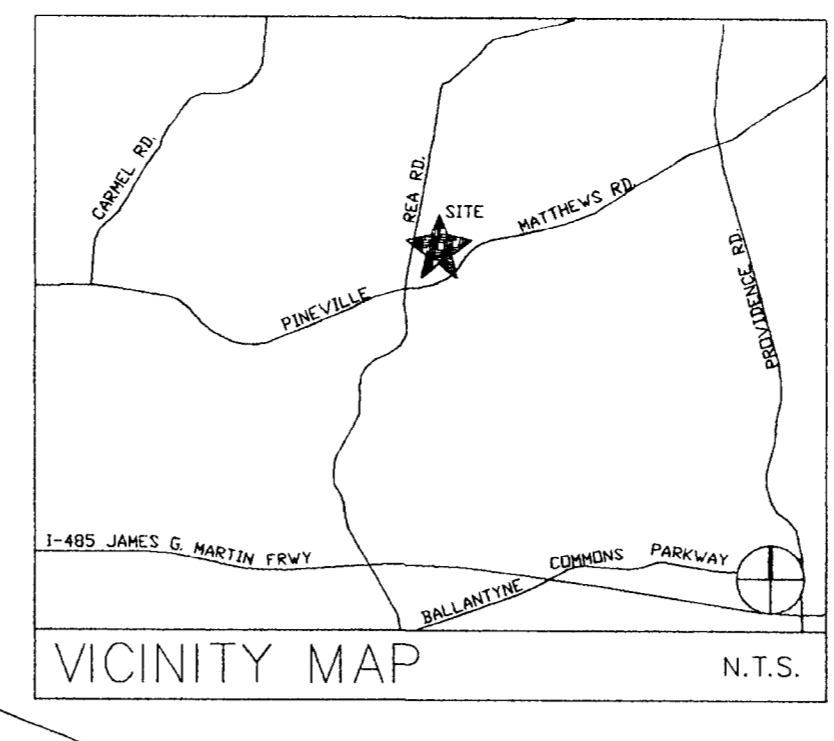 CARMEL RD.
REA RD.
SITE
MATTHEWS RD.
PINEVILLE
PROVIDENCE RD.
I-485 JAMES G. MARTIN FRWY
BALLANTYNE COMMONS PARKWAY
VICINITY MAP
N.T.S.